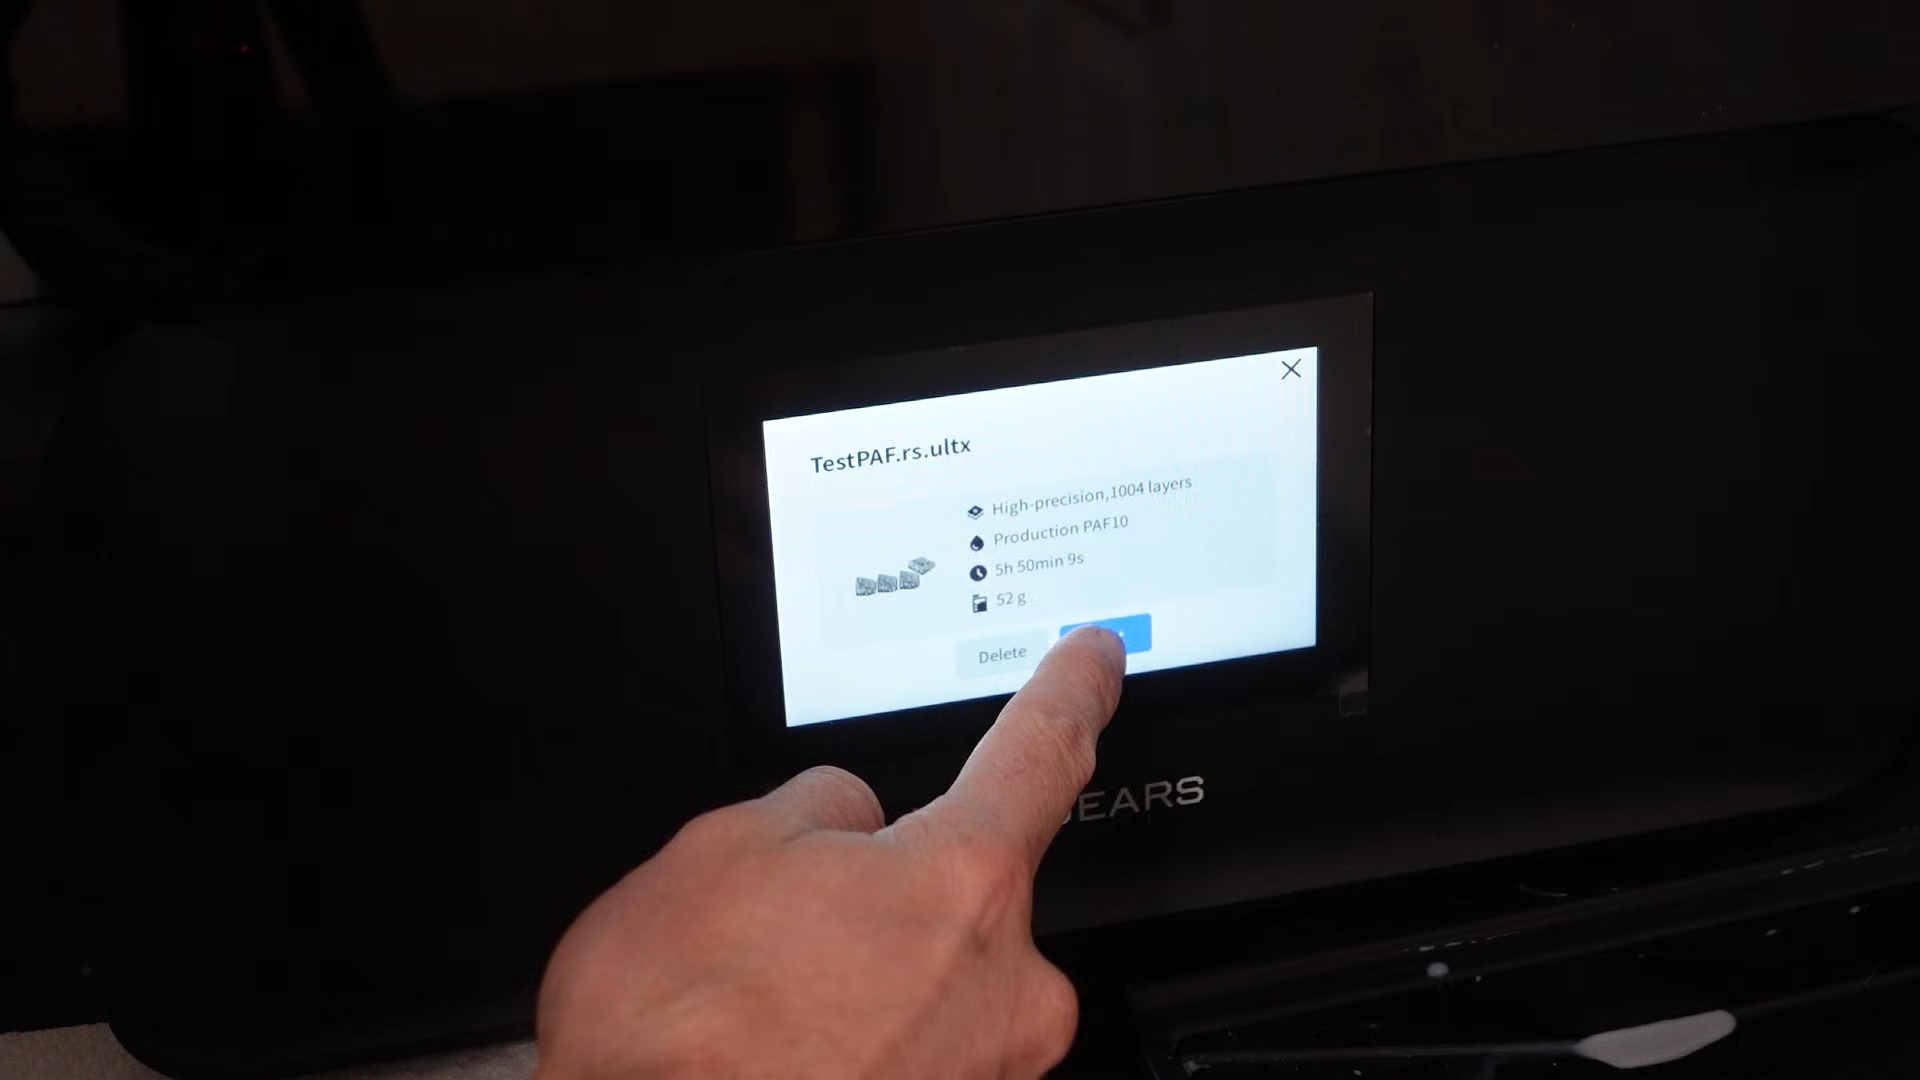 TestPAF.rs.ultx
High-precision,1004 layers
Production PAF10
5h 50min 9s
52 g
Delete
EARS